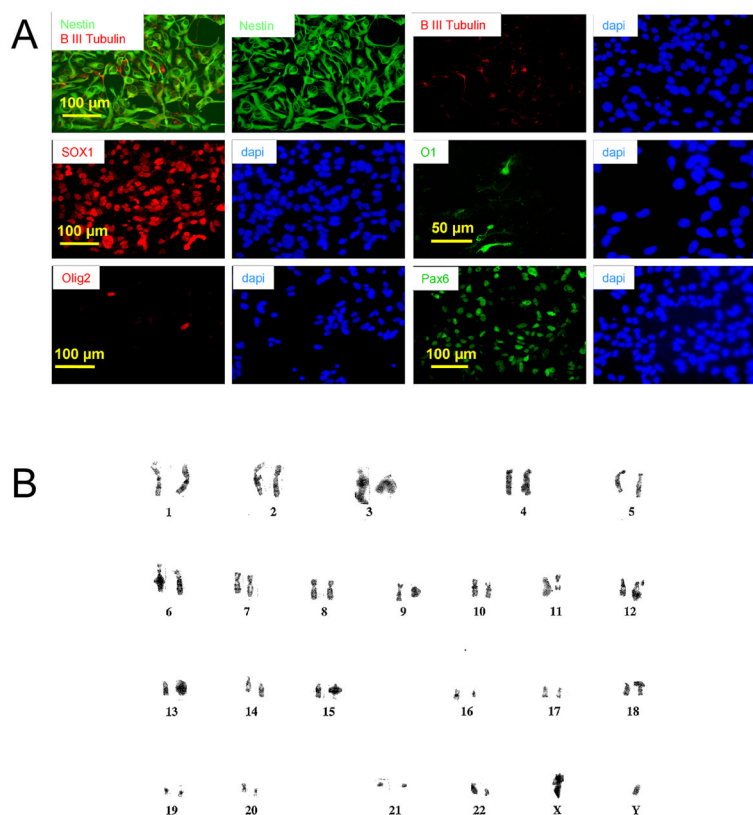 A
Nestin
B III Tubulin
100 µm
Nestin
B III Tubulin
dapi
SOX1
100 µm
dapi
O1
50 µm
dapi
Olig2
100 µm
dapi
Pax6
100 µm
dapi
B
1 2 3 4 5
6 7 8 9 10 11 12
13 14 15 16 17 18
19 20 21 22 X Y